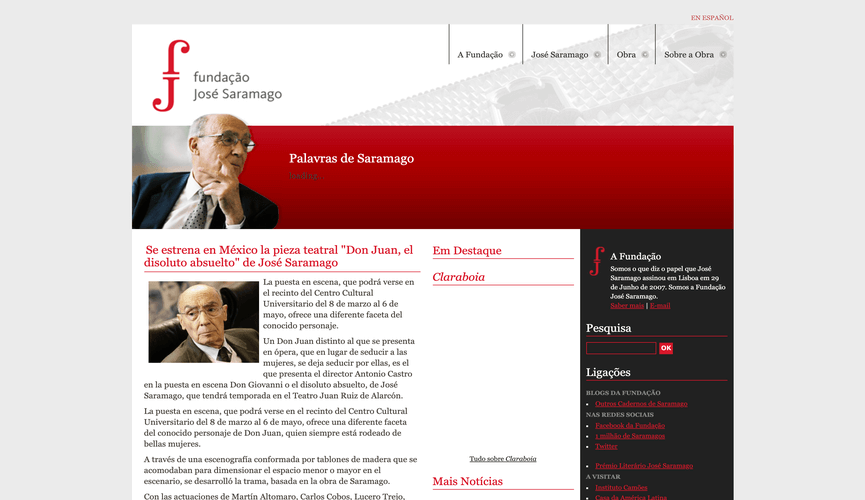 EN ESPAÑOL
fundação
José Saramago
A Fundação
José Saramago
Obra
Sobre a Obra
Palavras de Saramago
Se estrena en México la pieza teatral "Don Juan, el
disoluto absuelto" de José Saramago
La puesta en escena, que podrá verse en
el recinto del Centro Cultural
Universitario del 8 de marzo al 6 de
mayo, ofrece una diferente faceta del
conocido personaje.
Un Don Juan distinto al que se presenta
en ópera, que en lugar de seducir a las
mujeres, se deja seducir por ellas, es el
que presenta el director Antonio Castro
en la puesta en escena Don Giovanni o el disoluto absuelto, de José
Saramago, que tendrá temporada en el Teatro Juan Ruiz de Alarcón.
La puesta en escena, que podrá verse en el recinto del Centro Cultural
Universitario del 8 de marzo al 6 de mayo, ofrece una diferente faceta
del conocido personaje de Don Juan, quien siempre está rodeado de
bellas mujeres.
A través de una escenografía conformada por tablones de madera que se
acomodaban para dimensionar el espacio menor o mayor en el
escenario, se desarrolló la trama, basada en la obra de Saramago.
Con las actuaciones de Martín Altomaro, Carlos Cobos, Lucero Trejo,
Em Destaque
Claraboia
Tudo sobre Claraboia
Mais Notícias
A Fundação
Somos o que diz o papel que José
Saramago assinou em Lisboa em 29
de Junho de 2007. Somos a Fundação
José Saramago.
Saber mais | E-mail
Pesquisa
OK
Ligações
BLOGS DA FUNDAÇÃO
Outros Cadernos de Saramago
NAS REDES SOCIAIS
Facebook da Fundação
1 milhão de Saramagos
Twitter
Prémio Literário José Saramago
A VISITAR
Instituto Camões
Casa da América Latina